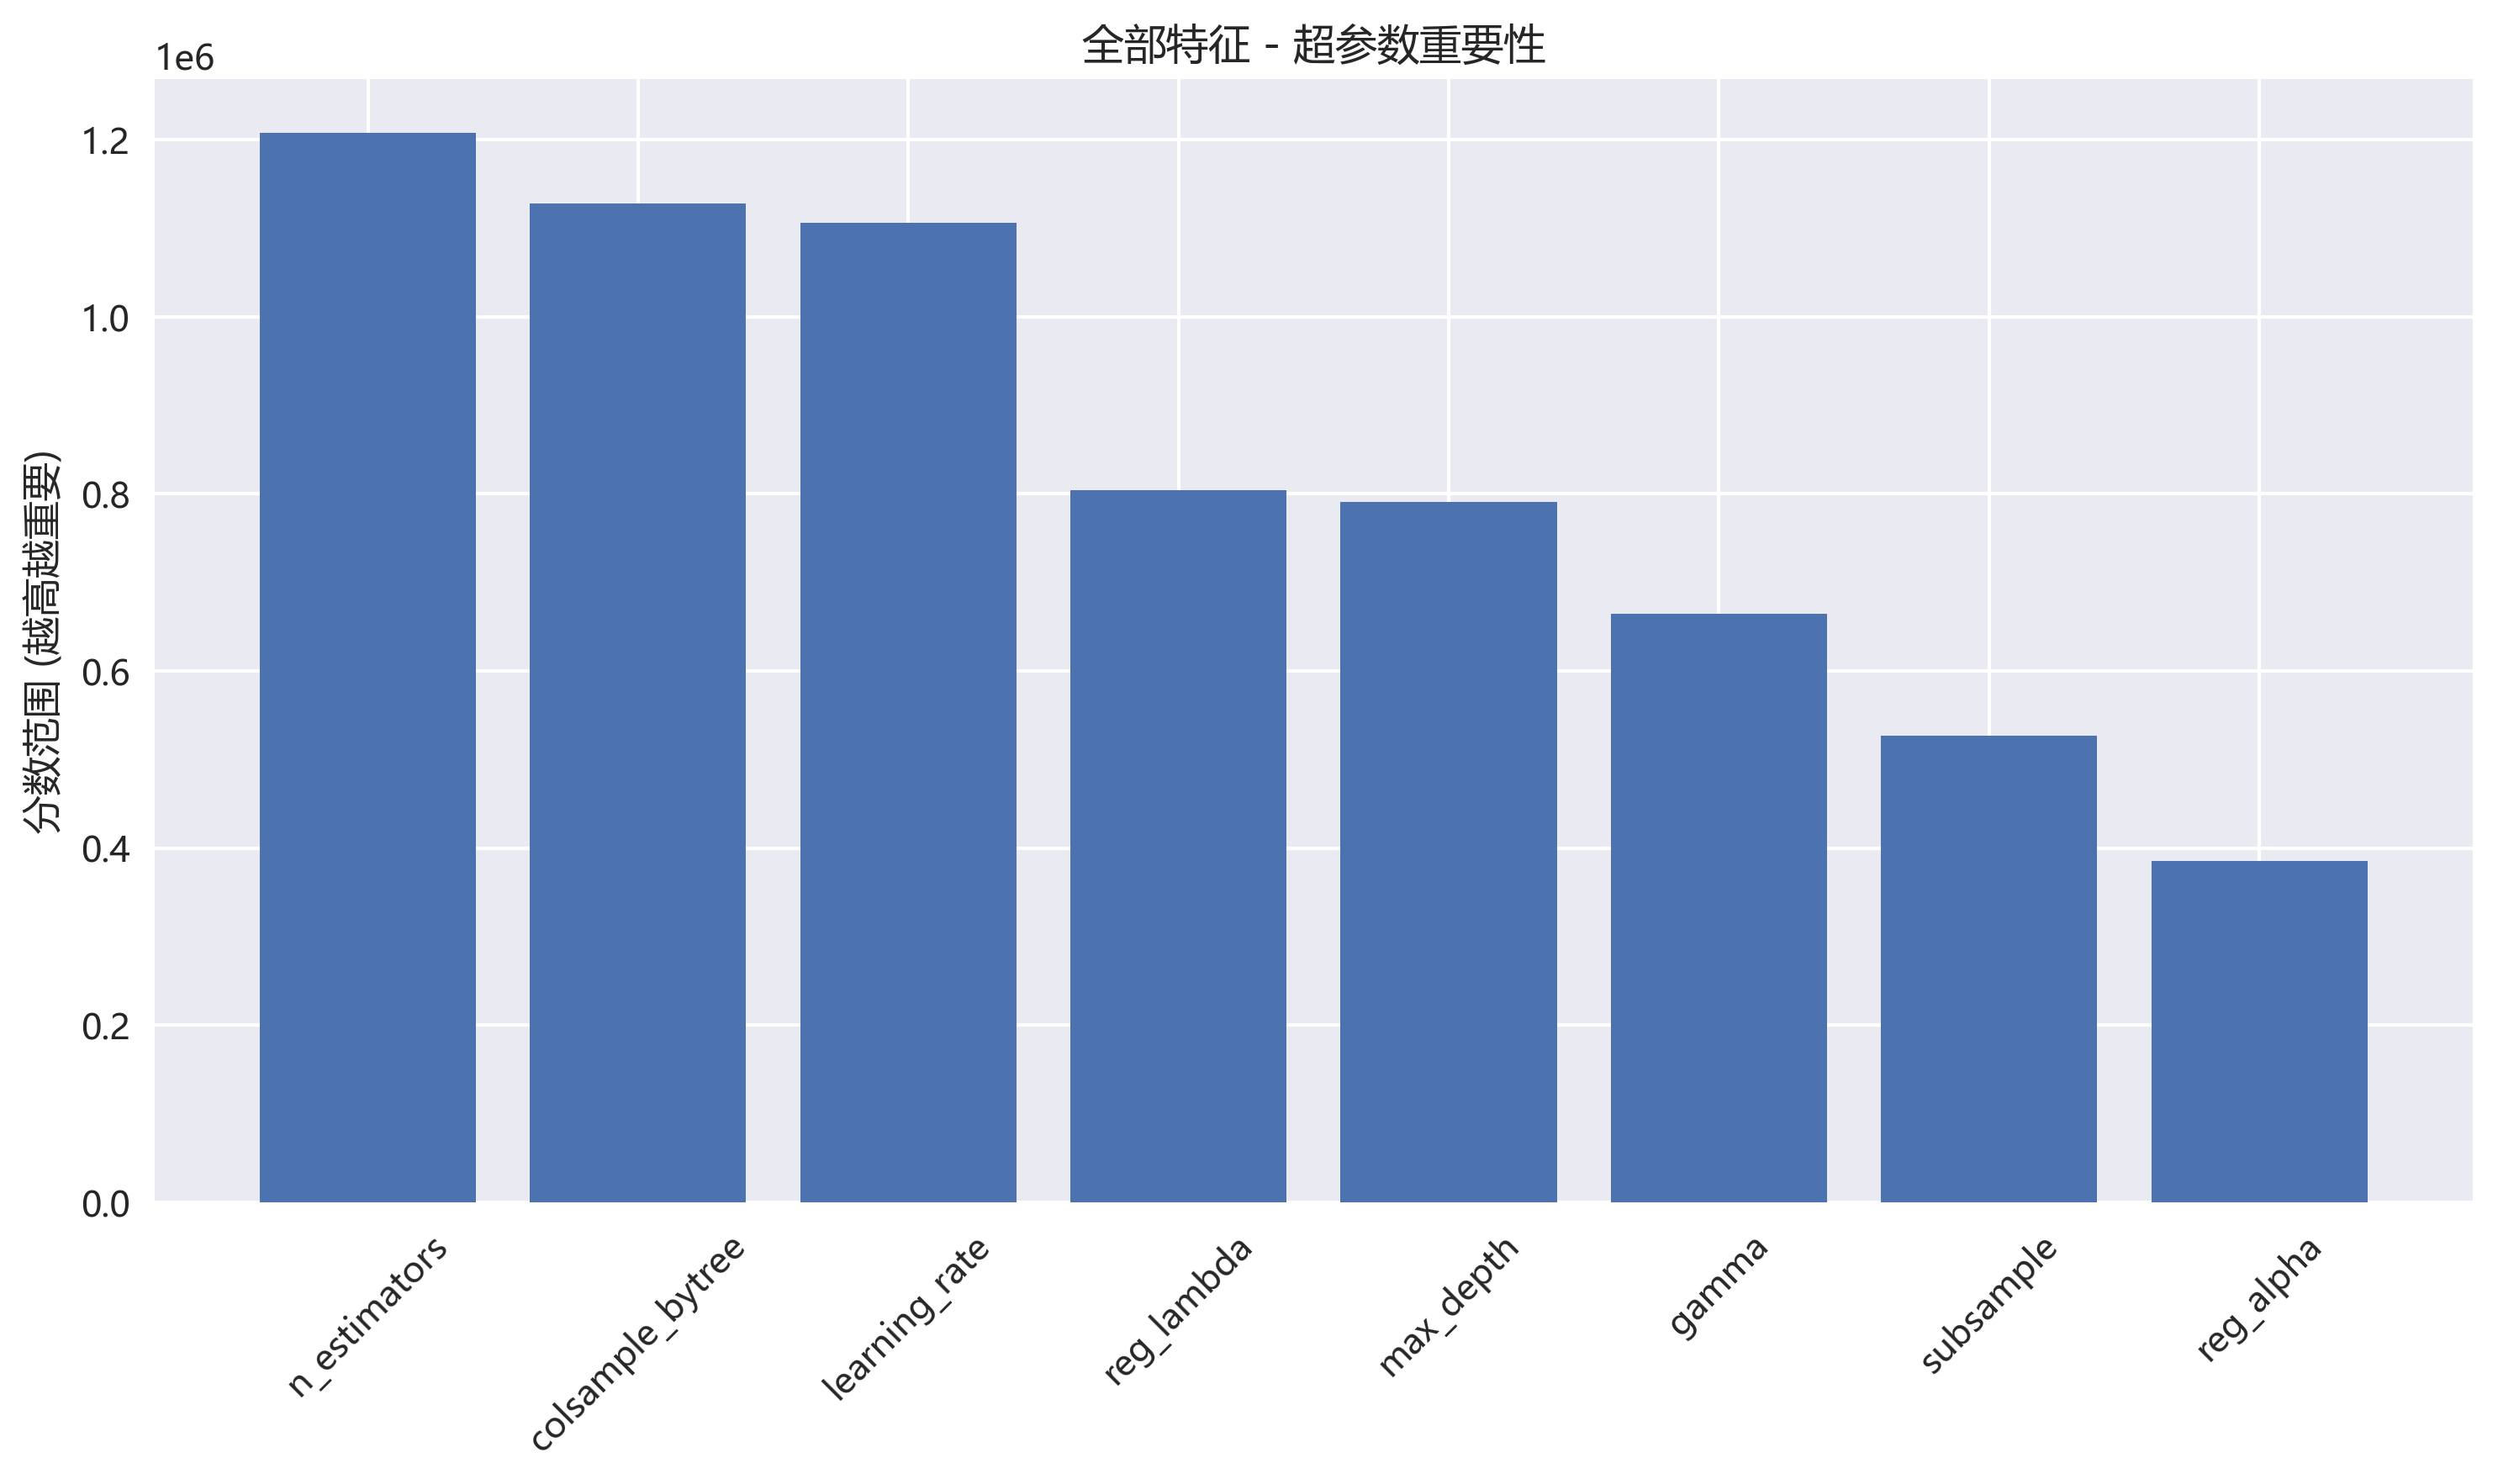 全部特征 - 超参数重要性
1e6
1.2
1.0
0.8
0.6
0.4
0.2
0.0
分数范围 (越高越重要)
n_estimators
colsample_bytree
learning_rate
reg_lambda
max_depth
gamma
subsample
reg_alpha